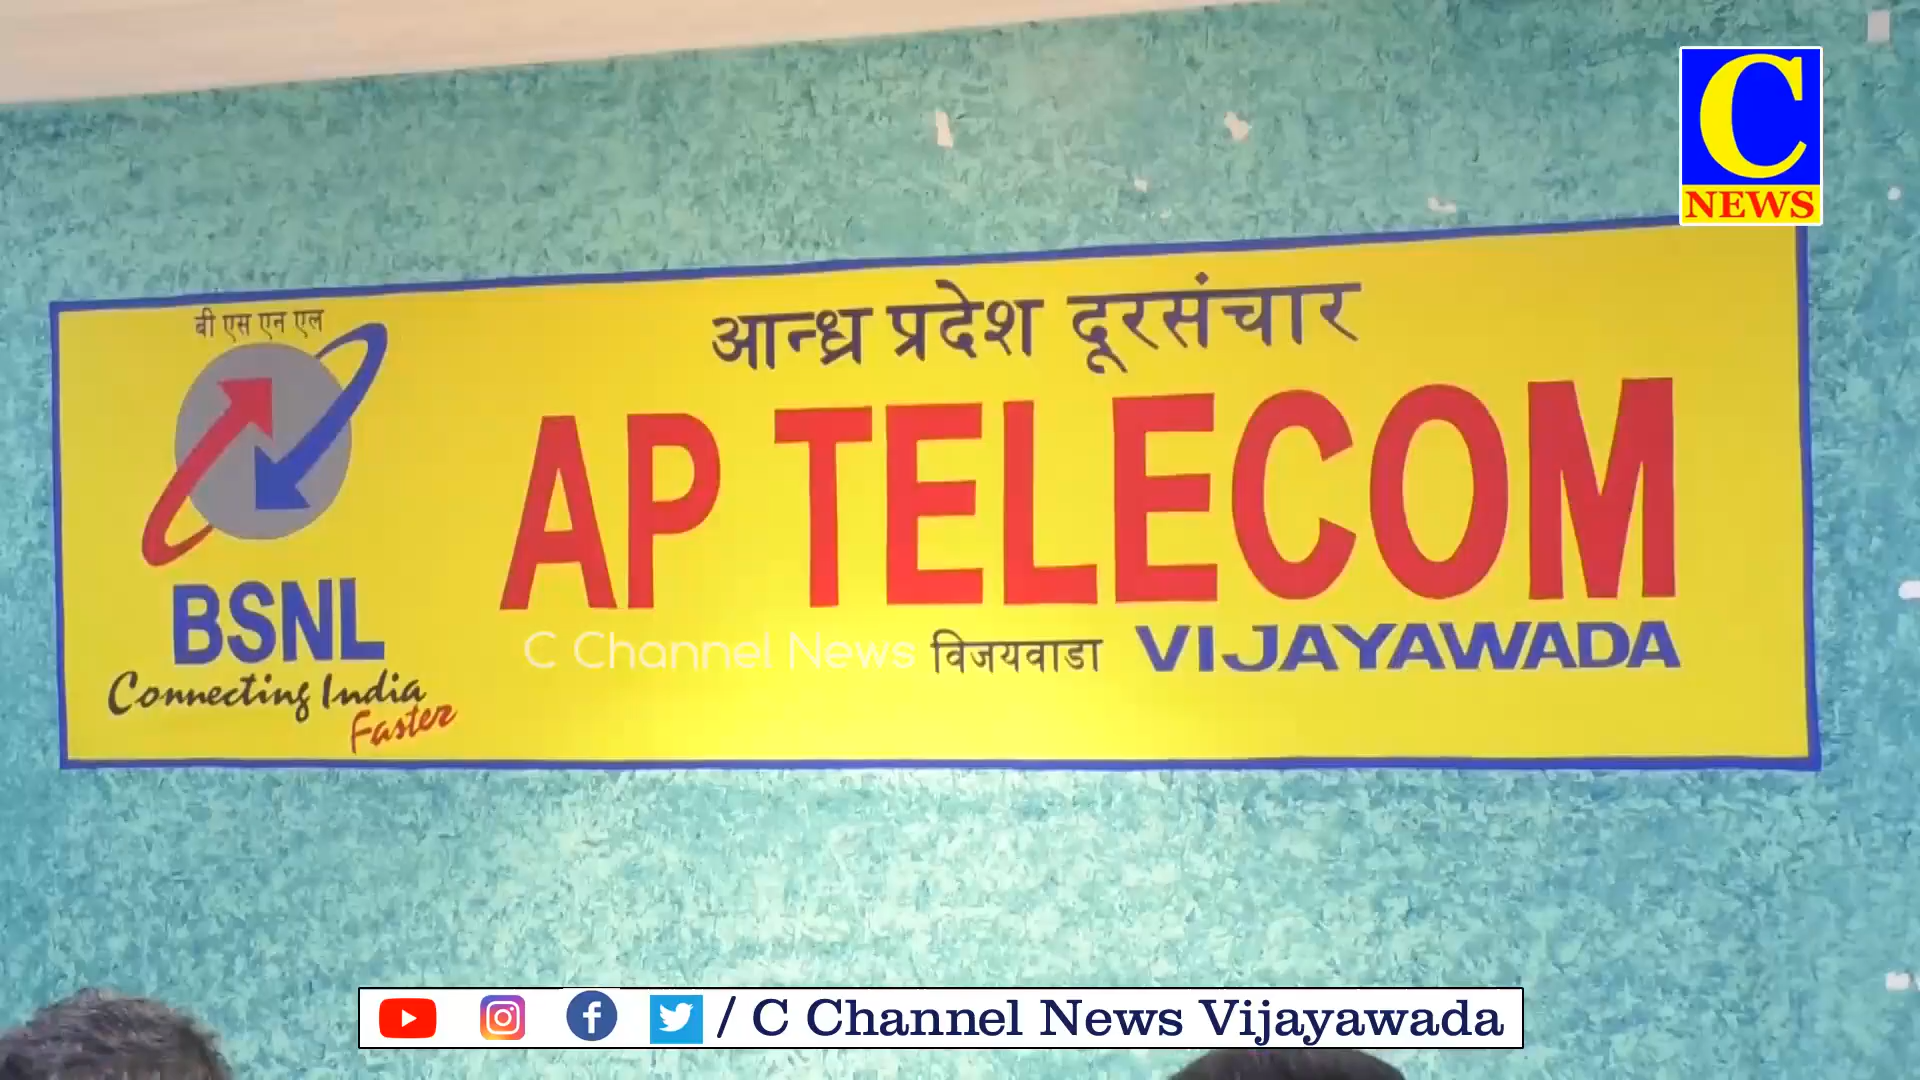 C
NEWS
बी एस एन एल
BSNL
Connecting India
Faster
आन्ध्र प्रदेश दूरसंचार
AP TELECOM
विजयवाडा VIJAYAWADA
C Channel News
/ C Channel News Vijayawada